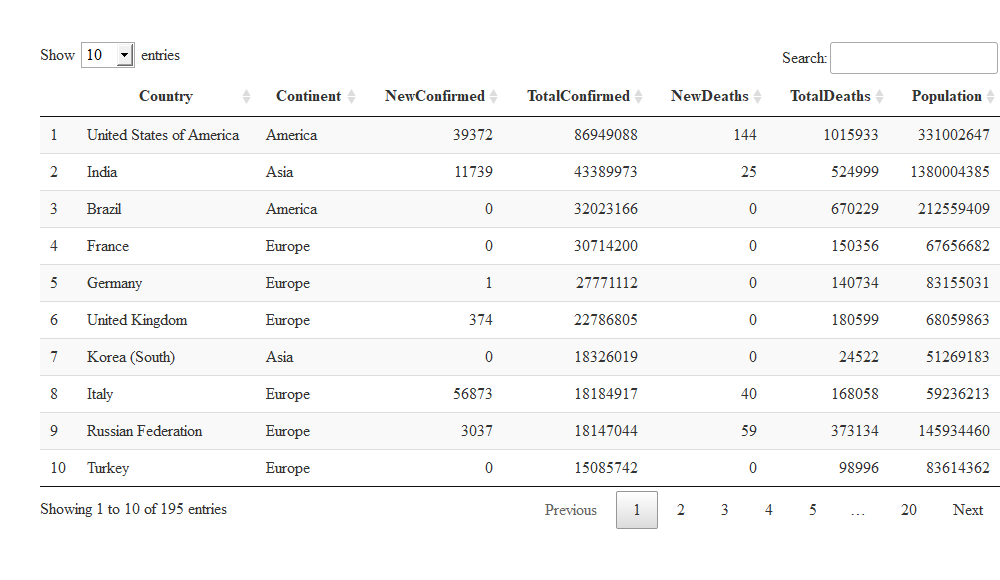 Show 10 entries Search:
Country Continent NewConfirmed TotalConfirmed NewDeaths TotalDeaths Population
1 United States of America America 39372 86949088 144 1015933 331002647
2 India Asia 11739 43389973 25 524999 1380004385
3 Brazil America 0 32023166 0 670229 212559409
4 France Europe 0 30714200 0 150356 67656682
5 Germany Europe 1 27771112 0 140734 83155031
6 United Kingdom Europe 374 22786805 0 180599 68059863
7 Korea (South) Asia 0 18326019 0 24522 51269183
8 Italy Europe 56873 18184917 40 168058 59236213
9 Russian Federation Europe 3037 18147044 59 373134 145934460
10 Turkey Europe 0 15085742 0 98996 83614362
Showing 1 to 10 of 195 entries Previous 1 2 3 4 5 … 20 Next